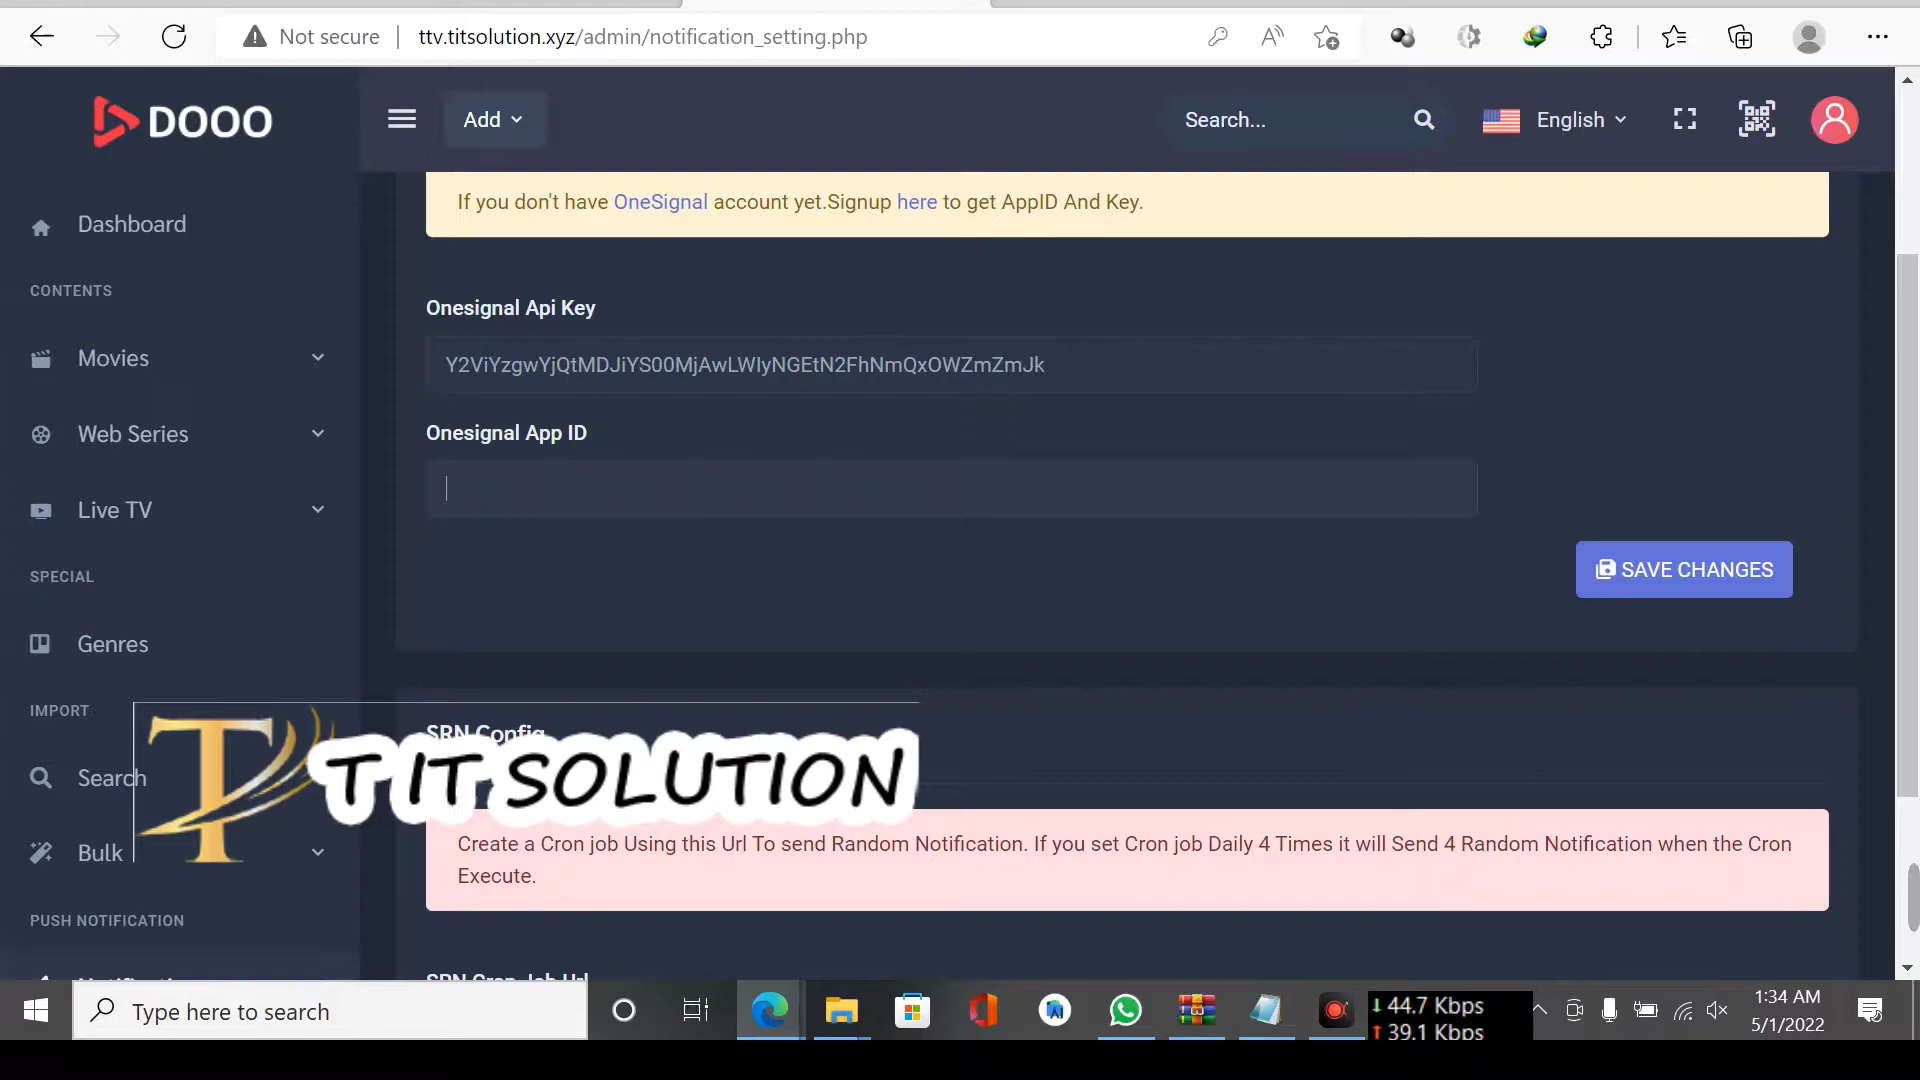 Not secure
ttv.titsolution.xyz/admin/notification_setting.php
DOOO
Add
Search...
English
If you don't have OneSignal account yet.Signup here to get AppID And Key.
Dashboard
CONTENTS
Movies
Web Series
Live TV
SPECIAL
Genres
IMPORT
Search
Bulk
PUSH NOTIFICATION
Onesignal Api Key
Y2ViYzgwYjQtMDJiYS00MjAwLWIyNGEtN2FhNmQxOWZmZmJk
Onesignal App ID
SAVE CHANGES
SRN Config
T IT SOLUTION
Create a Cron job Using this Url To send Random Notification. If you set Cron job Daily 4 Times it will Send 4 Random Notification when the Cron
Execute.
SRN Cron Job Url
Type here to search
44.7 Kbps
39.1 Kbps
1:34 AM
5/1/2022